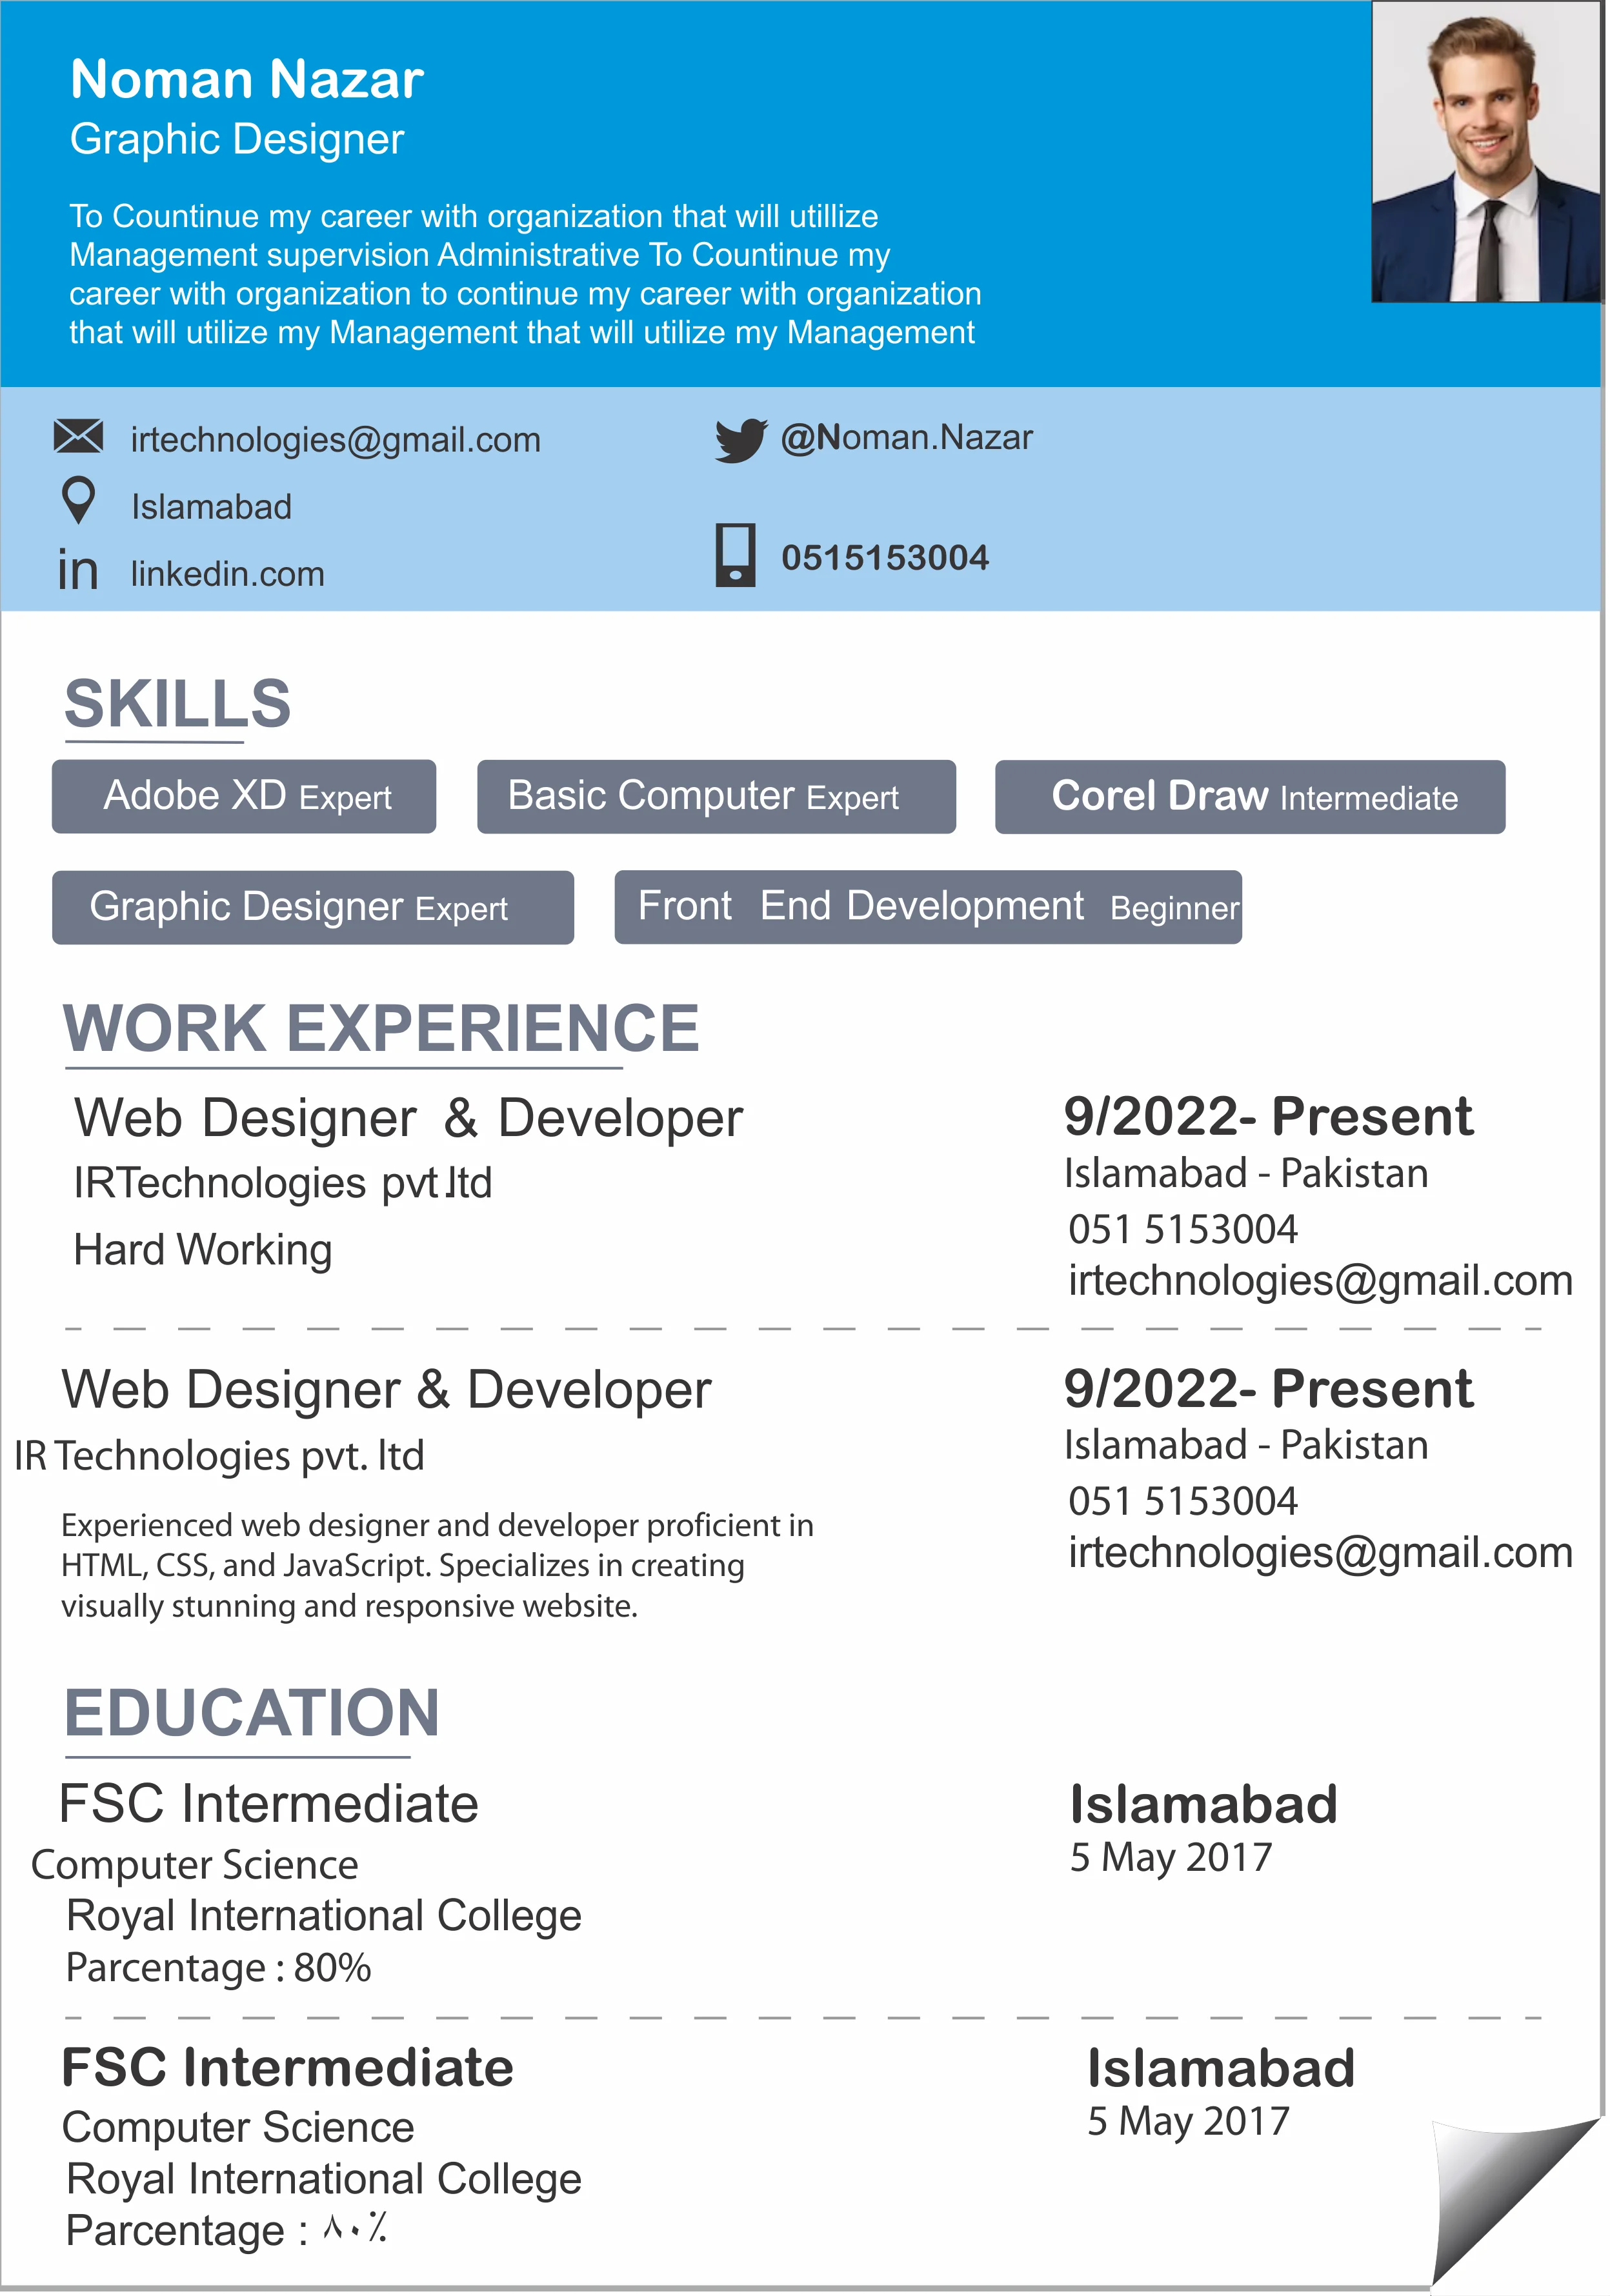 Noman Nazar
Graphic Designer
To Countinue my career with organization that will utillize
Management supervision Administrative To Countinue my
career with organization to continue my career with organization
that will utilize my Management that will utilize my Management
irtechnologies@gmail.com
@Noman.Nazar
Islamabad
in linkedin.com
0515153004
SKILLS
Adobe XD Expert
Basic Computer Expert
Corel Draw Intermediate
Graphic Designer Expert
Front End Development Beginner
WORK EXPERIENCE
Web Designer & Developer
9/2022- Present
IRTechnologies pvt.ltd
Islamabad - Pakistan
Hard Working
051 5153004
irtechnologies@gmail.com
Web Designer & Developer
9/2022- Present
IR Technologies pvt. ltd
Islamabad - Pakistan
051 5153004
Experienced web designer and developer proficient in
irtechnologies@gmail.com
HTML, CSS, and JavaScript. Specializes in creating
visually stunning and responsive website.
EDUCATION
FSC Intermediate
Islamabad
Computer Science
5 May 2017
Royal International College
Parcentage : 80%
FSC Intermediate
Islamabad
Computer Science
5 May 2017
Royal International College
Parcentage : ٨٠٪